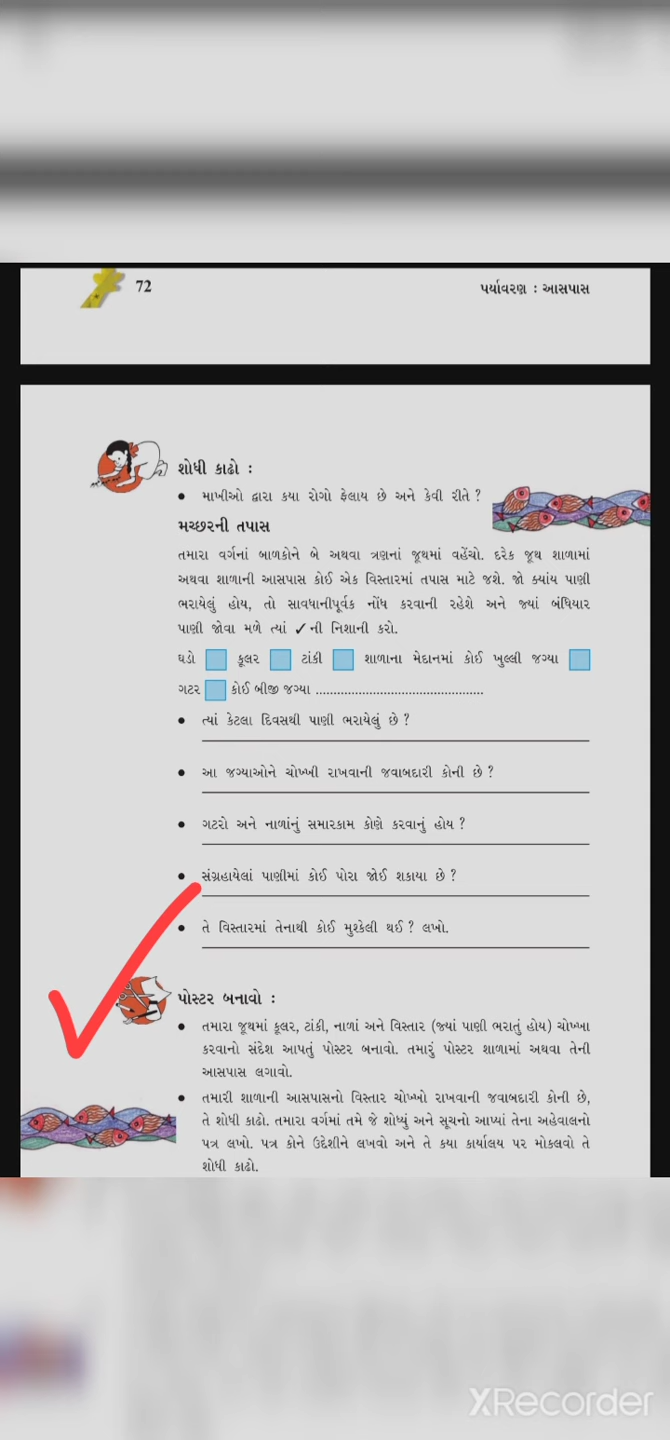 72
પર્યાવરણ : આસપાસ
શોધી કાઢો :
• માખીઓ દ્વારા કયા રોગો ફેલાય છે અને કેવી રીતે ?
મચ્છરની તપાસ
તમારા વર્ગનાં બાળકોને બે અથવા ત્રણનાં જૂથમાં વહેંચો. દરેક જૂથ શાળામાં
અથવા શાળાની આસપાસ કોઈ એક વિસ્તારમાં તપાસ માટે જશે. જો ક્યાંય પાણી
ભરાયેલું હોય, તો સાવધાનીપૂર્વક નોંધ કરવાની રહેશે અને જ્યાં બંધિયાર
પાણી જોવા મળે ત્યાં ✓ની નિશાની કરો.
ઘડો કૂલર ટાંકી શાળાના મેદાનમાં કોઈ ખુલ્લી જગ્યા
ગટર કોઈ બીજી જગ્યા ...............................................
• ત્યાં કેટલા દિવસથી પાણી ભરાયેલું છે ?
• આ જગ્યાઓને ચોખ્ખી રાખવાની જવાબદારી કોની છે ?
• ગટરો અને નાળાંનું સમારકામ કોણે કરવાનું હોય ?
• સંગ્રહાયેલાં પાણીમાં કોઈ પોરા જોઈ શકાયા છે ?
• તે વિસ્તારમાં તેનાથી કોઈ મુશ્કેલી થઈ ? લખો.
પોસ્ટર બનાવો :
• તમારા જૂથમાં કૂલર, ટાંકી, નાળાં અને વિસ્તાર (જ્યાં પાણી ભરાતું હોય) ચોખ્ખા
કરવાનો સંદેશ આપતું પોસ્ટર બનાવો. તમારું પોસ્ટર શાળામાં અથવા તેની
આસપાસ લગાવો.
• તમારી શાળાની આસપાસનો વિસ્તાર ચોખ્ખો રાખવાની જવાબદારી કોની છે,
તે શોધી કાઢો. તમારા વર્ગમાં તમે જે શોધ્યું અને સૂચનો આપ્યાં તેના અહેવાલનો
પત્ર લખો. પત્ર કોને ઉદ્દેશીને લખવો અને તે કયા કાર્યાલય પર મોકલવો તે
શોધી કાઢો.
XRecorder